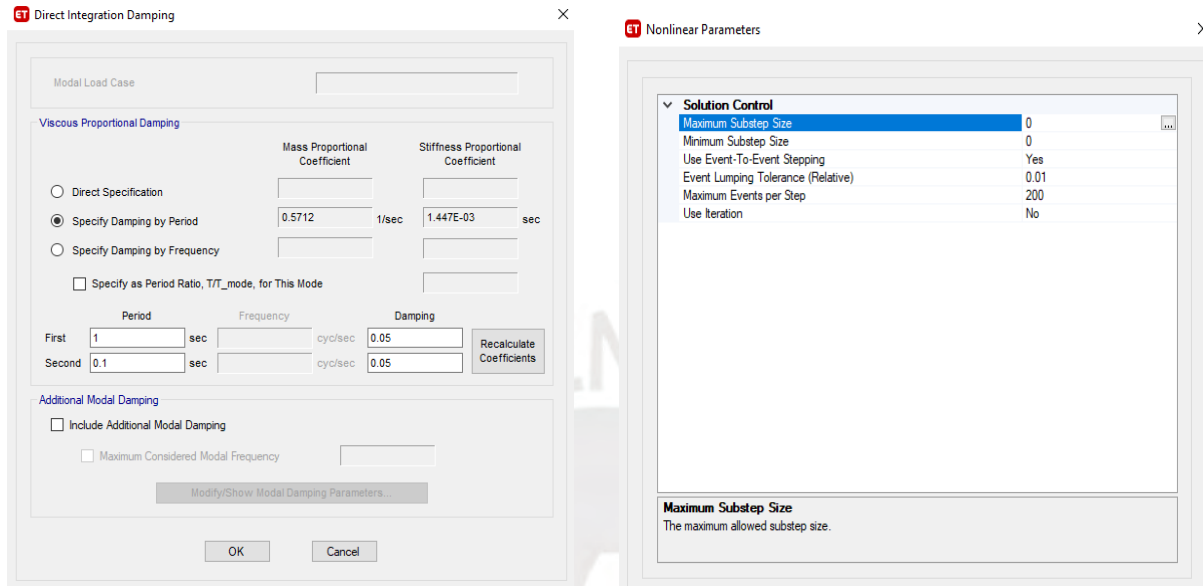 ET Direct Integration Damping
Modal Load Case
Viscous Proportional Damping
Mass Proportional Coefficient
Stiffness Proportional Coefficient
Direct Specification
Specify Damping by Period 0.5712 1/sec 1.447E-03 sec
Specify Damping by Frequency
Specify as Period Ratio, T/T_mode, for This Mode
Period Frequency Damping
First 1 sec cyc/sec 0.05
Second 0.1 sec cyc/sec 0.05
Recalculate Coefficients
Additional Modal Damping
Include Additional Modal Damping
Maximum Considered Modal Frequency
Modify/Show Modal Damping Parameters...
OK Cancel
ET Nonlinear Parameters
Solution Control
Maximum Substep Size 0 ...
Minimum Substep Size 0
Use Event-To-Event Stepping Yes
Event Lumping Tolerance (Relative) 0.01
Maximum Events per Step 200
Use Iteration No
Maximum Substep Size
The maximum allowed substep size.